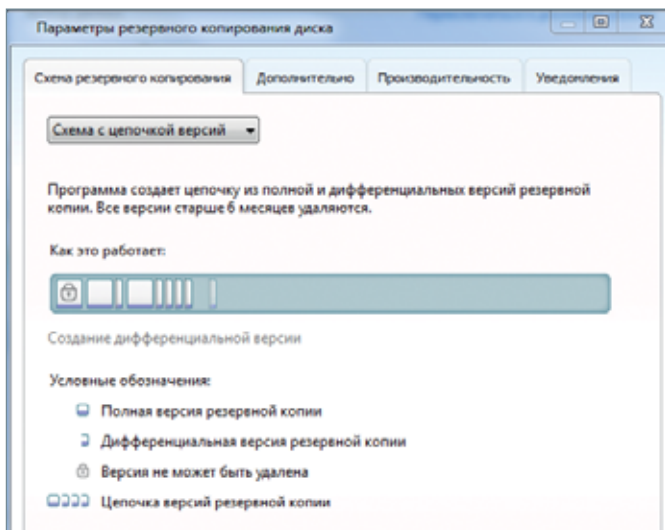 Параметры резервного копирования диска
Схема резервного копирования
Дополнительно
Производительность
Уведомления
Схема с цепочкой версий
Программа создает цепочку из полной и дифференциальных версий резервной
копии. Все версии старше 6 месяцев удаляются.
Как это работает:
Создание дифференциальной версии
Условные обозначения:
Полная версия резервной копии
Дифференциальная версия резервной копии
Версия не может быть удалена
Цепочка версий резервной копии